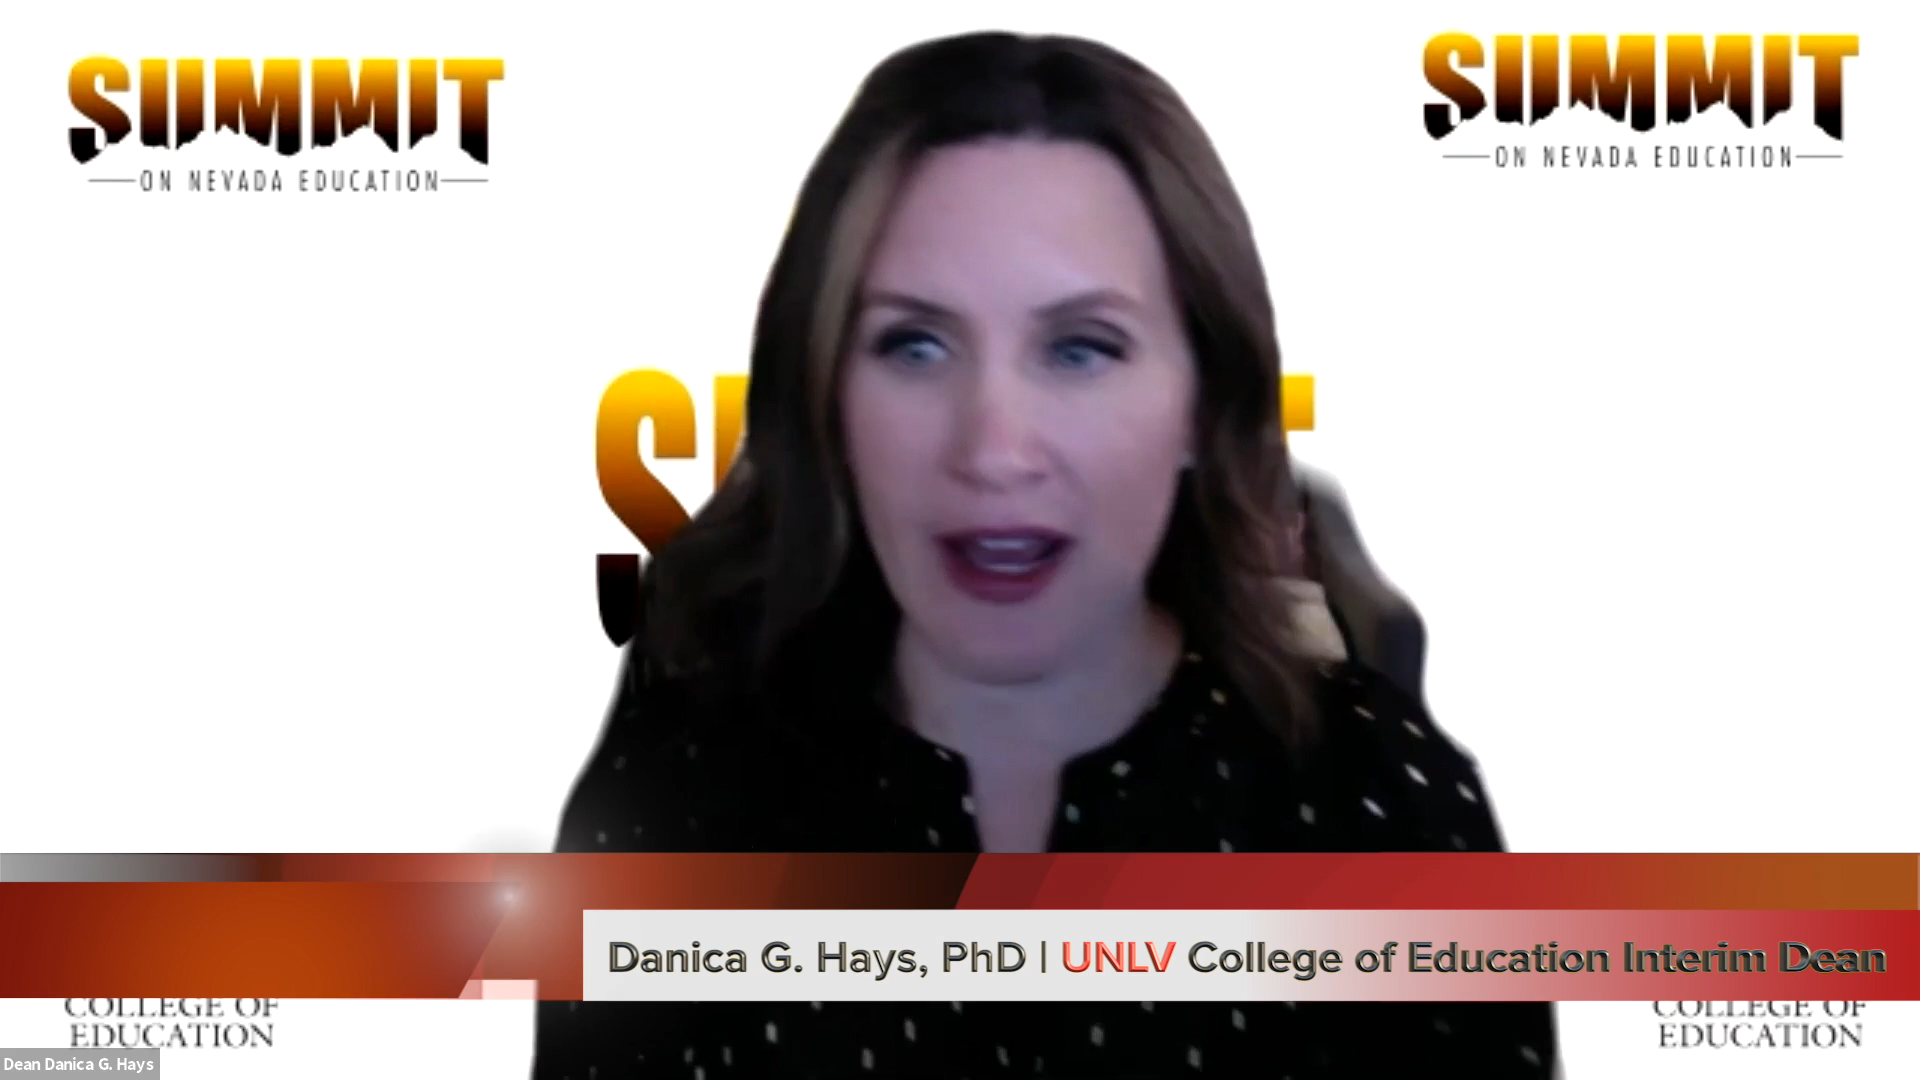 SUMMIT
ON NEVADA EDUCATION
SUMMIT
ON NEVADA EDUCATION
Danica G. Hays, PhD | UNLV College of Education Interim Dean
COLLEGE OF
EDUCATION
COLLEGE OF
EDUCATION
Dean Danica G. Hays